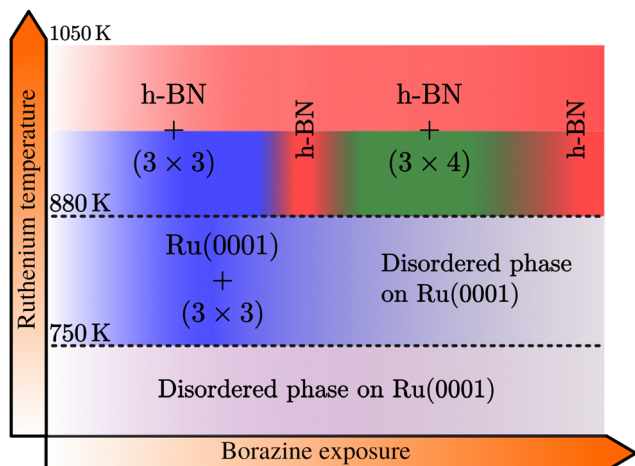 1050 K
h-BN
+
(3 × 3)
h-BN
h-BN
+
(3 × 4)
h-BN
880 K
Ru(0001)
+
(3 × 3)
Disordered phase
on Ru(0001)
750 K
Disordered phase on Ru(0001)
Ruthenium temperature
Borazine exposure